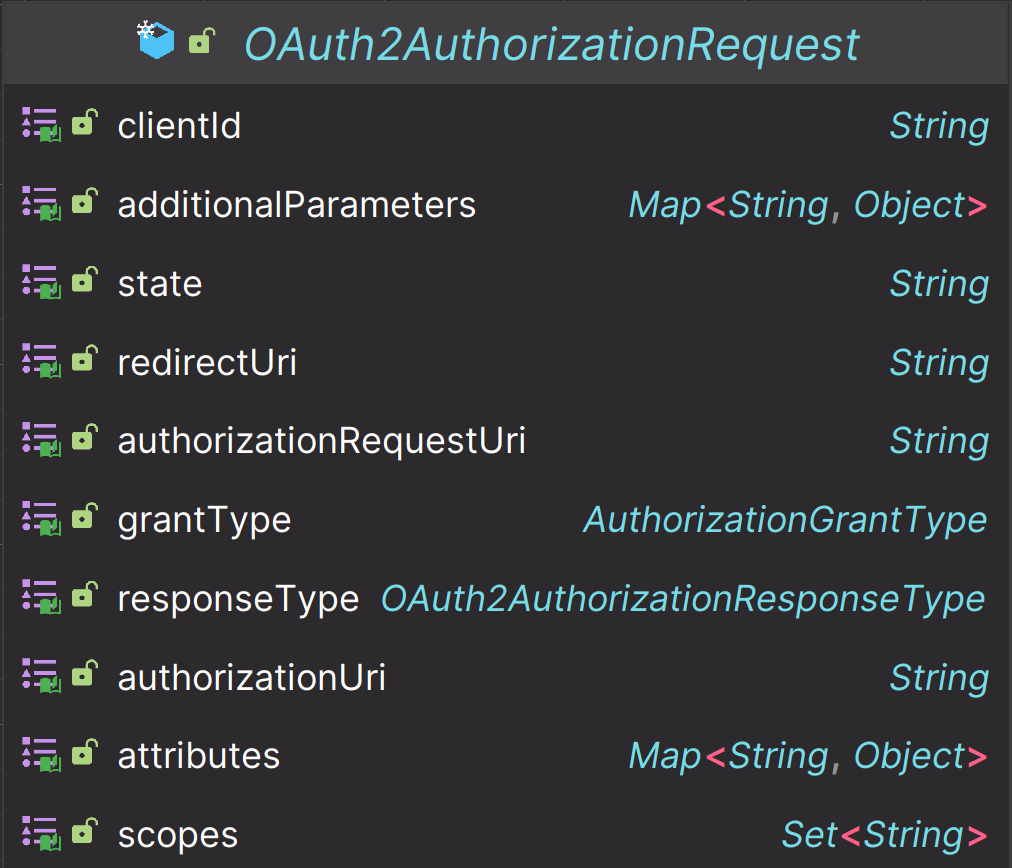 OAuth2AuthorizationRequest
clientId String
additionalParameters Map<String, Object>
state String
redirectUri String
authorizationRequestUri String
grantType AuthorizationGrantType
responseType OAuth2AuthorizationResponseType
authorizationUri String
attributes Map<String, Object>
scopes Set<String>